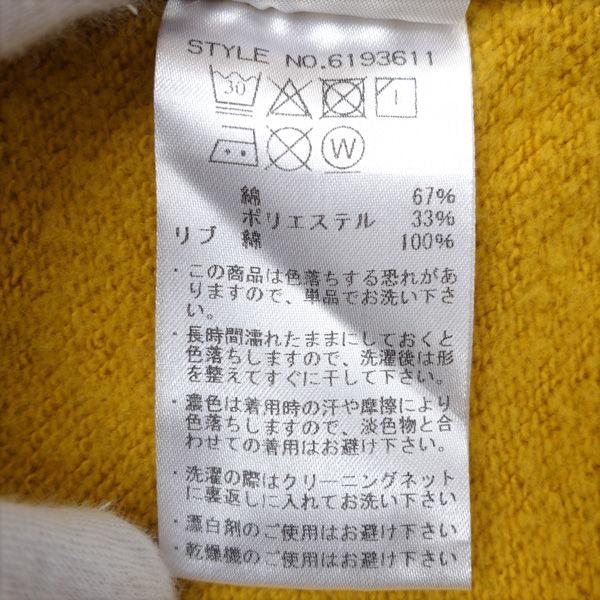 STYLE NO.6193611
30
W
綿 67%
ポリエステル 33%
リブ 綿 100%
・この商品は色落ちする恐れがあ
りますので、単品でお洗い下さ
い。
・長時間濡れたままにしておくと
色落ちしますので、洗濯後は形
を整えてすぐに干して下さい。
・濃色は着用時の汗や摩擦により
色落ちしますので、淡色物と合
わせての着用はお避け下い。
・洗濯の際はクリーニングネット
に裏返しに入れてお洗い下さい
・漂白剤のご使用はお避け下さい
・乾燥機のご使用はお避け下さい